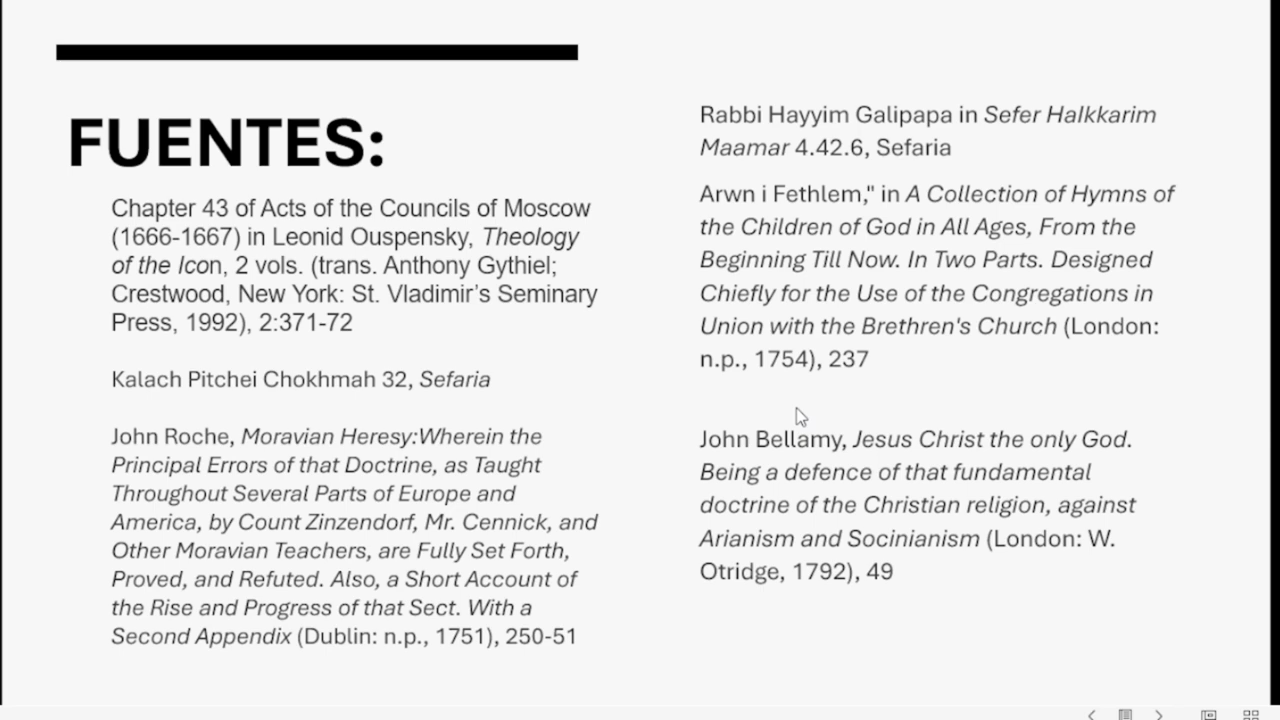 FUENTES:
Chapter 43 of Acts of the Councils of Moscow
(1666-1667) in Leonid Ouspensky, Theology
of the Icon, 2 vols. (trans. Anthony Gythiel;
Crestwood, New York: St. Vladimir’s Seminary
Press, 1992), 2:371-72
Kalach Pitchei Chokhmah 32, Sefaria
John Roche, Moravian Heresy:Wherein the
Principal Errors of that Doctrine, as Taught
Throughout Several Parts of Europe and
America, by Count Zinzendorf, Mr. Cennick, and
Other Moravian Teachers, are Fully Set Forth,
Proved, and Refuted. Also, a Short Account of
the Rise and Progress of that Sect. With a
Second Appendix (Dublin: n.p., 1751), 250-51
Rabbi Hayyim Galipapa in Sefer HaIkkarim
Maamar 4.42.6, Sefaria
Arwn i Fethlem," in A Collection of Hymns of
the Children of God in All Ages, From the
Beginning Till Now. In Two Parts. Designed
Chiefly for the Use of the Congregations in
Union with the Brethren's Church (London:
n.p., 1754), 237
John Bellamy, Jesus Christ the only God.
Being a defence of that fundamental
doctrine of the Christian religion, against
Arianism and Socinianism (London: W.
Otridge, 1792), 49